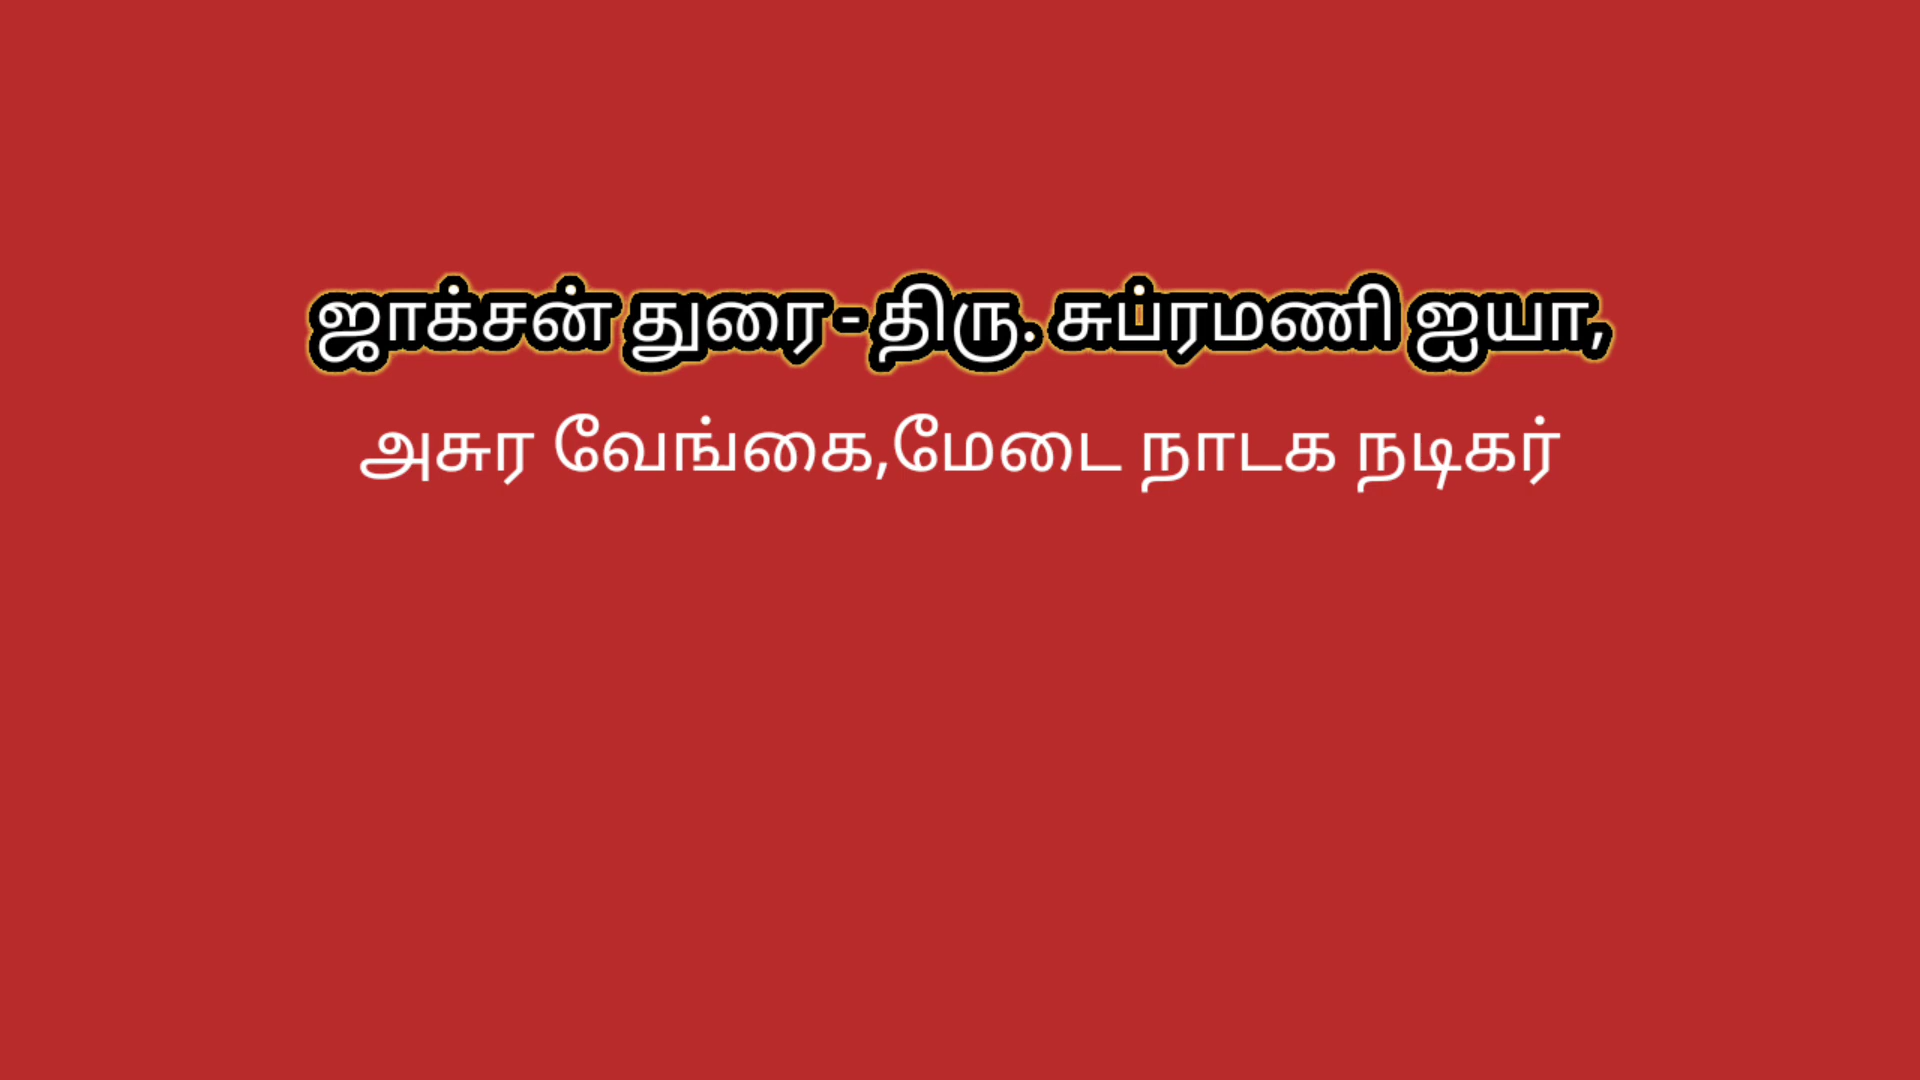 ஜாக்சன் துரை - திரு. சுப்ரமணி ஐயா,
அசுர வேங்கை,மேடை நாடக நடிகர்